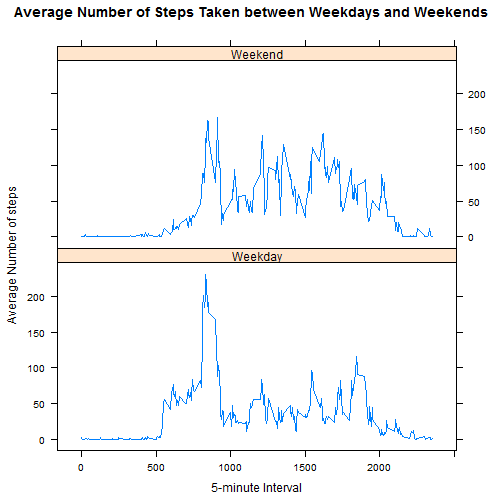 Average Number of Steps Taken between Weekdays and Weekends
Weekend
200
150
100
50
0
Weekday
200
150
100
50
0
Average Number of steps
0 500 1000 1500 2000
5-minute Interval